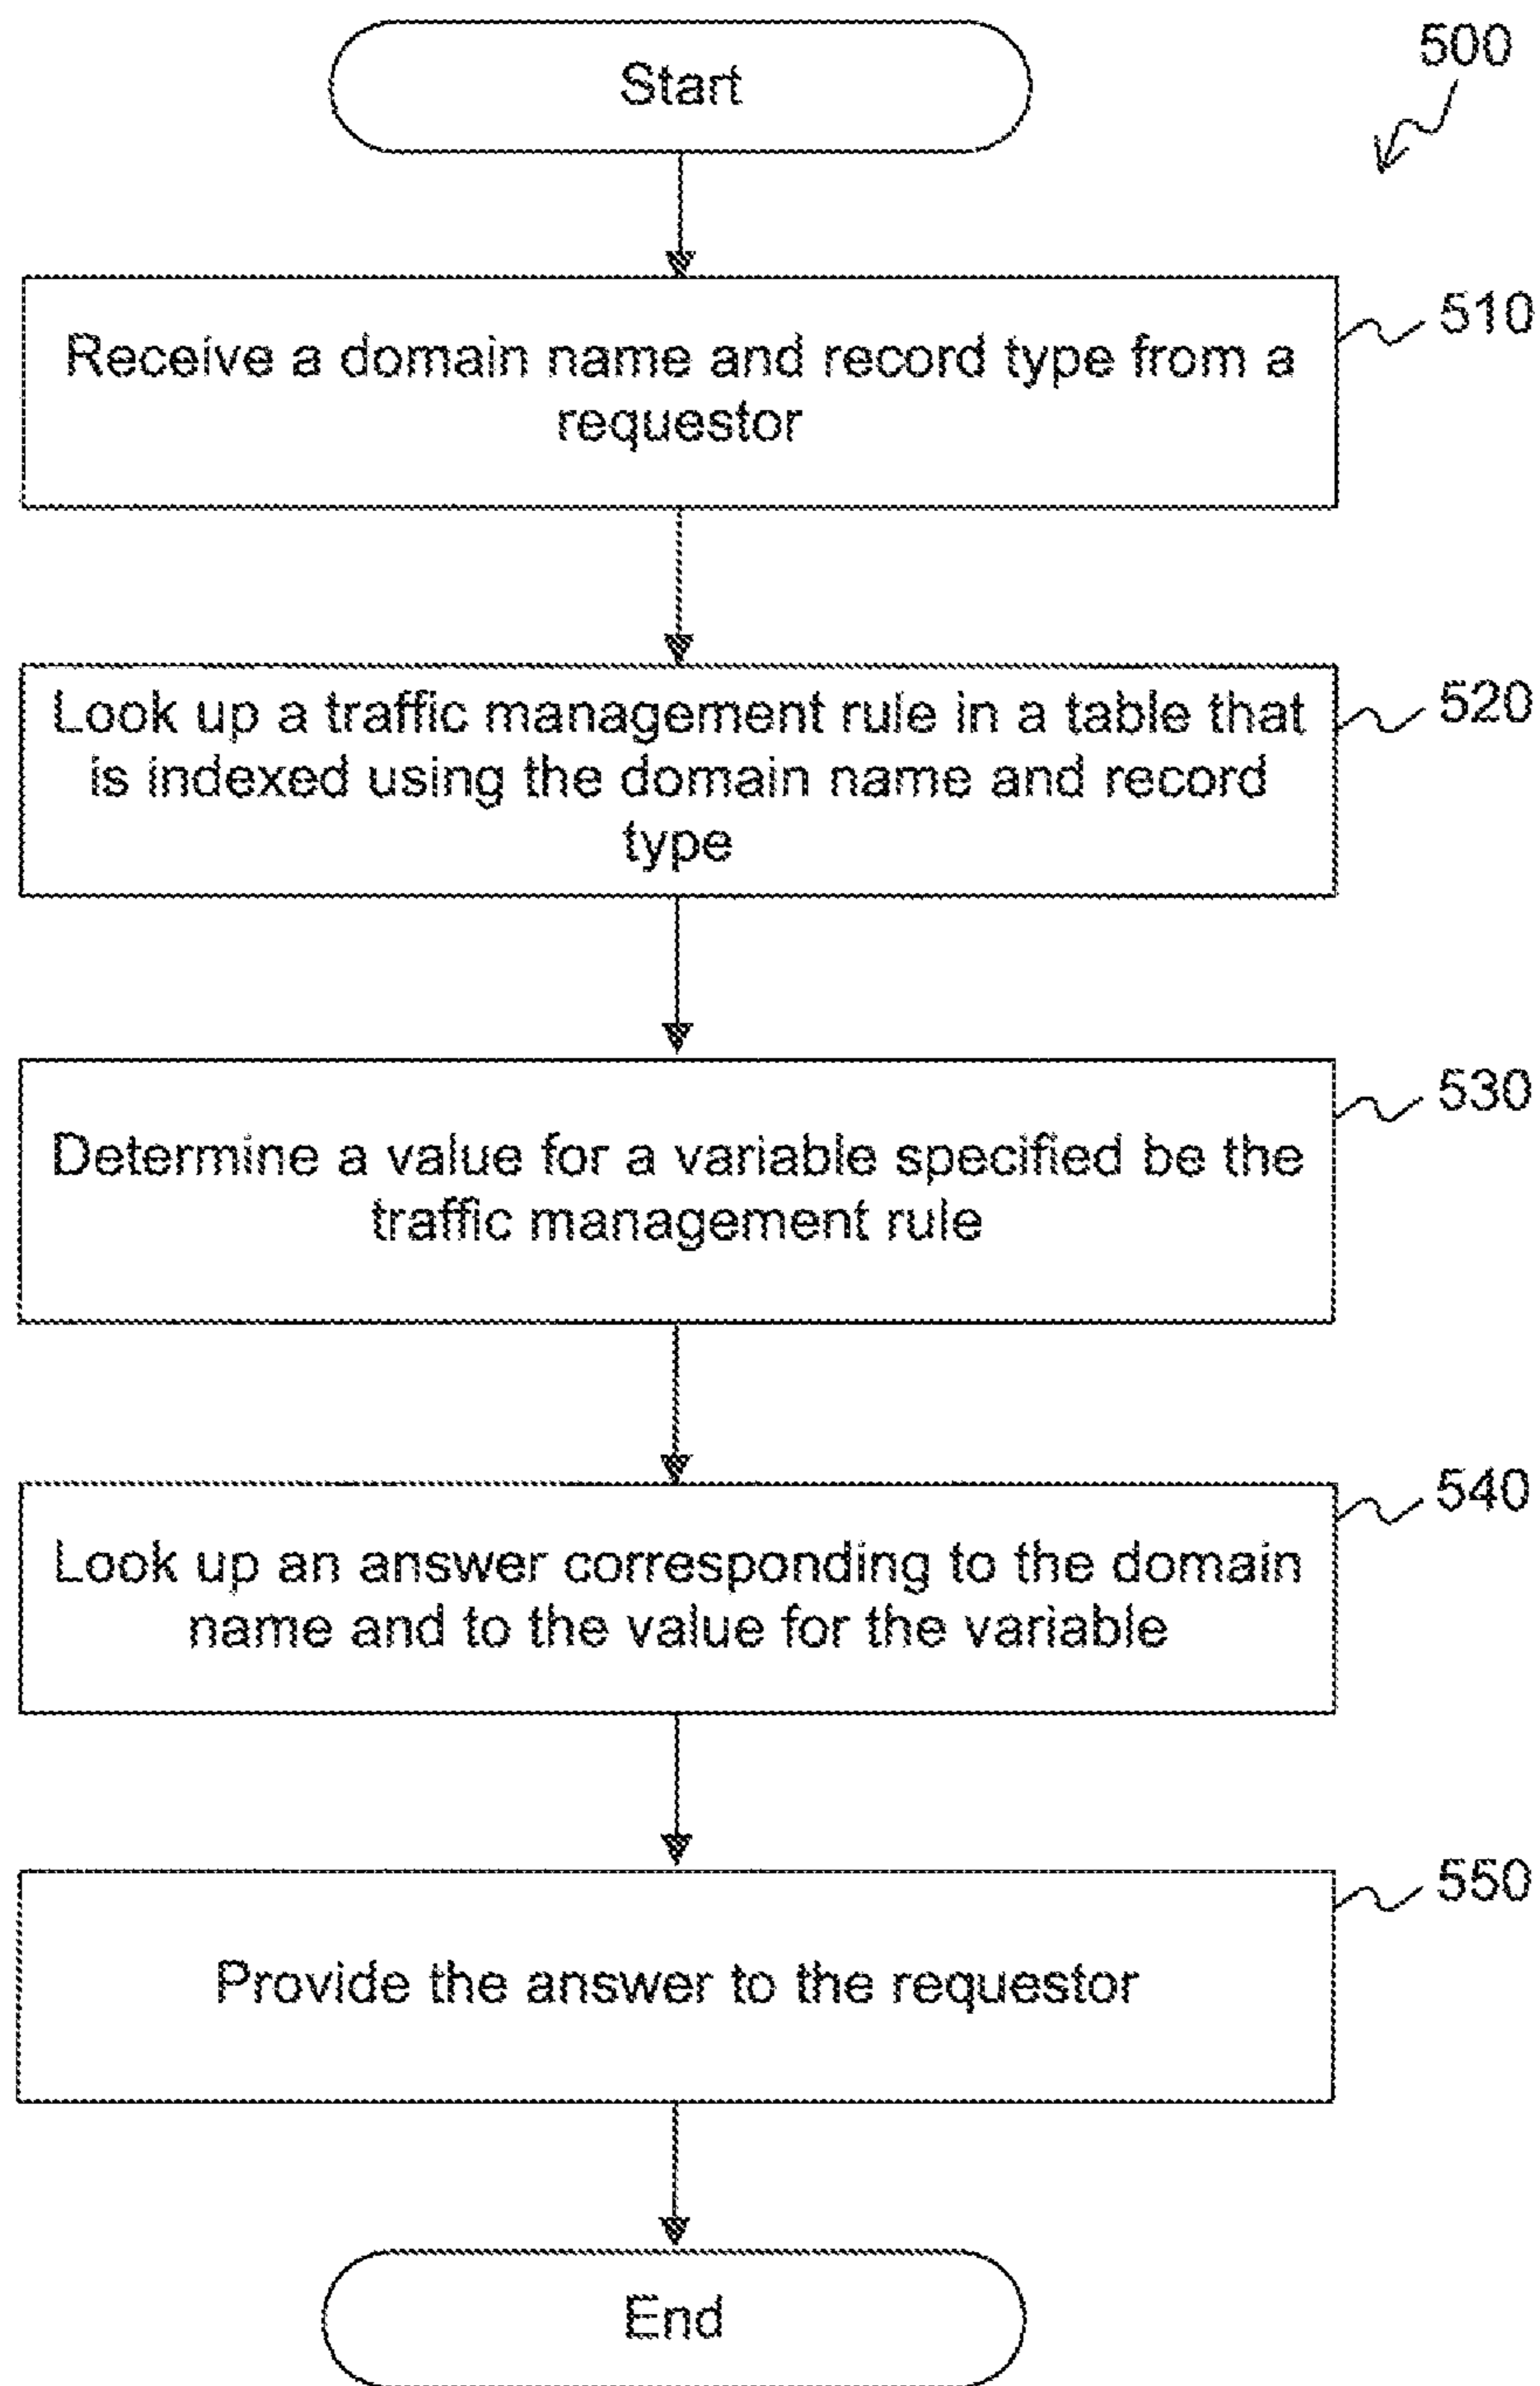 Start
500
Receive a domain name and record type from a
requestor
510
Look up a traffic management rule in a table that
is indexed using the domain name and record
type
520
Determine a value for a variable specified be the
traffic management rule
530
Look up an answer corresponding to the domain
name and to the value for the variable
540
Provide the answer to the requestor
550
End